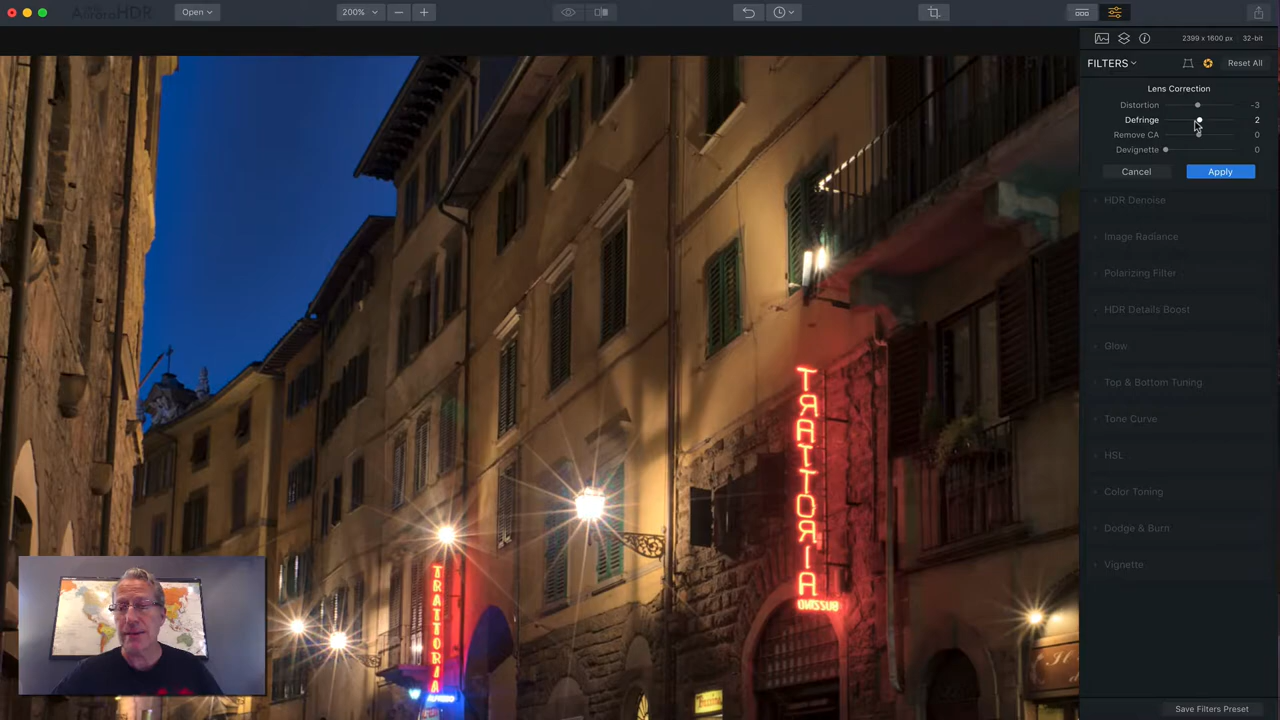 AuroraHDR
Open
200%
2399 x 1600 px
32-bit
FILTERS
Reset All
Lens Correction
Distortion
-3
Defringe
2
Remove CA
0
Devignette
0
Cancel
Apply
HDR Denoise
Image Radiance
Polarizing Filter
HDR Details Boost
Glow
Top & Bottom Tuning
Tone Curve
HSL
Color Toning
Dodge & Burn
Vignette
Save Filters Preset
TRATTORIA
TRATTORIA